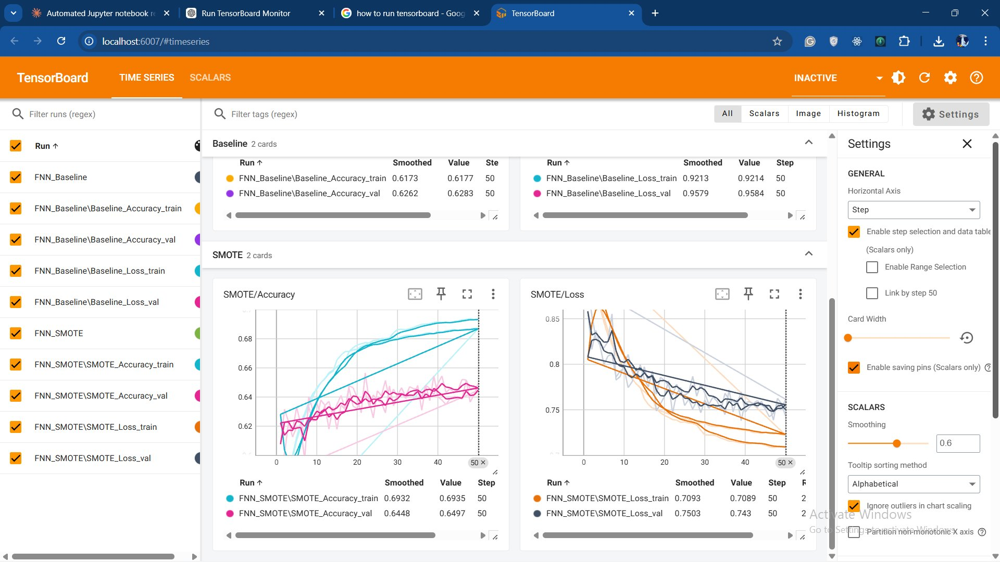 Automated Jupyter notebook re
Run TensorBoard Monitor
how to run tensorboard - Goog
TensorBoard
localhost:6007/#timeseries
TensorBoard
TIME SERIES
SCALARS
INACTIVE
Filter runs (regex)
Filter tags (regex)
All
Scalars
Image
Histogram
Settings
Run ↑
FNN_Baseline
FNN_Baseline\Baseline_Accuracy_train
FNN_Baseline\Baseline_Accuracy_val
FNN_Baseline\Baseline_Loss_train
FNN_Baseline\Baseline_Loss_val
FNN_SMOTE
FNN_SMOTE\SMOTE_Accuracy_train
FNN_SMOTE\SMOTE_Accuracy_val
FNN_SMOTE\SMOTE_Loss_train
FNN_SMOTE\SMOTE_Loss_val
Baseline 2 cards
Run ↑ Smoothed Value Ste
FNN_Baseline\Baseline_Accuracy_train 0.6173 0.6177 50
FNN_Baseline\Baseline_Accuracy_val 0.6262 0.6283 50
Run ↑ Smoothed Value Step
FNN_Baseline\Baseline_Loss_train 0.9213 0.9214 50
FNN_Baseline\Baseline_Loss_val 0.9579 0.9584 50
SMOTE 2 cards
SMOTE/Accuracy
0.68
0.66
0.64
0.62
0 10 20 30 40 50
Run ↑ Smoothed Value Step
FNN_SMOTE\SMOTE_Accuracy_train 0.6932 0.6935 50
FNN_SMOTE\SMOTE_Accuracy_val 0.6448 0.6497 50
SMOTE/Loss
0.85
0.8
0.75
0 10 20 30 40 50
Run ↑ Smoothed Value Step
FNN_SMOTE\SMOTE_Loss_train 0.7093 0.7089 50 2
FNN_SMOTE\SMOTE_Loss_val 0.7503 0.743 50 2
Settings
GENERAL
Horizontal Axis
Step
Enable step selection and data table
(Scalars only)
Enable Range Selection
Link by step 50
Card Width
Enable saving pins (Scalars only)
SCALARS
Smoothing
0.6
Tooltip sorting method
Alphabetical
Ignore outliers in chart scaling
Partition non-monotonic X axis
Activate Windows
Go to Settings to activate Windows.